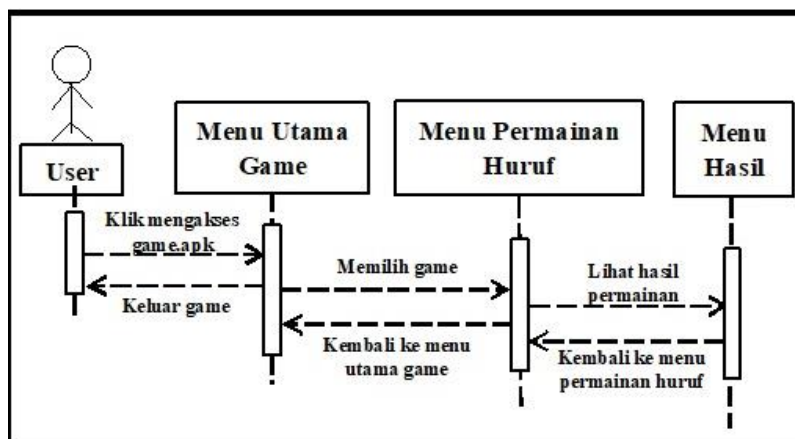 User
Menu Utama
Game
Menu Permainan
Huruf
Menu
Hasil
Klik mengakses
game.apk
Keluar game
Memilih game
Kembali ke menu
utama game
Lihat hasil
permainan
Kembali ke menu
permainan huruf